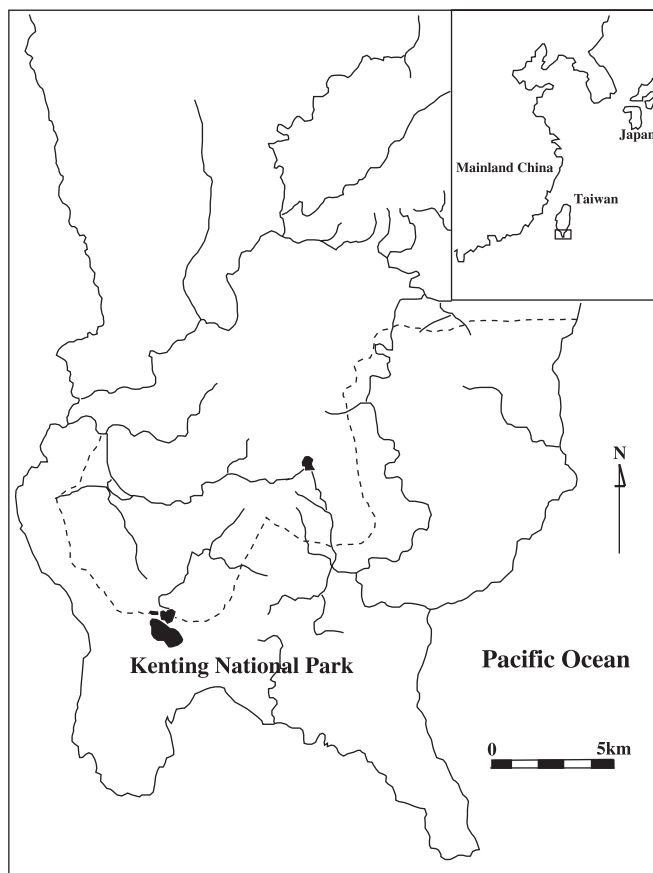 Japan
Mainland China
Taiwan
N
Kenting National Park
Pacific Ocean
0 5km